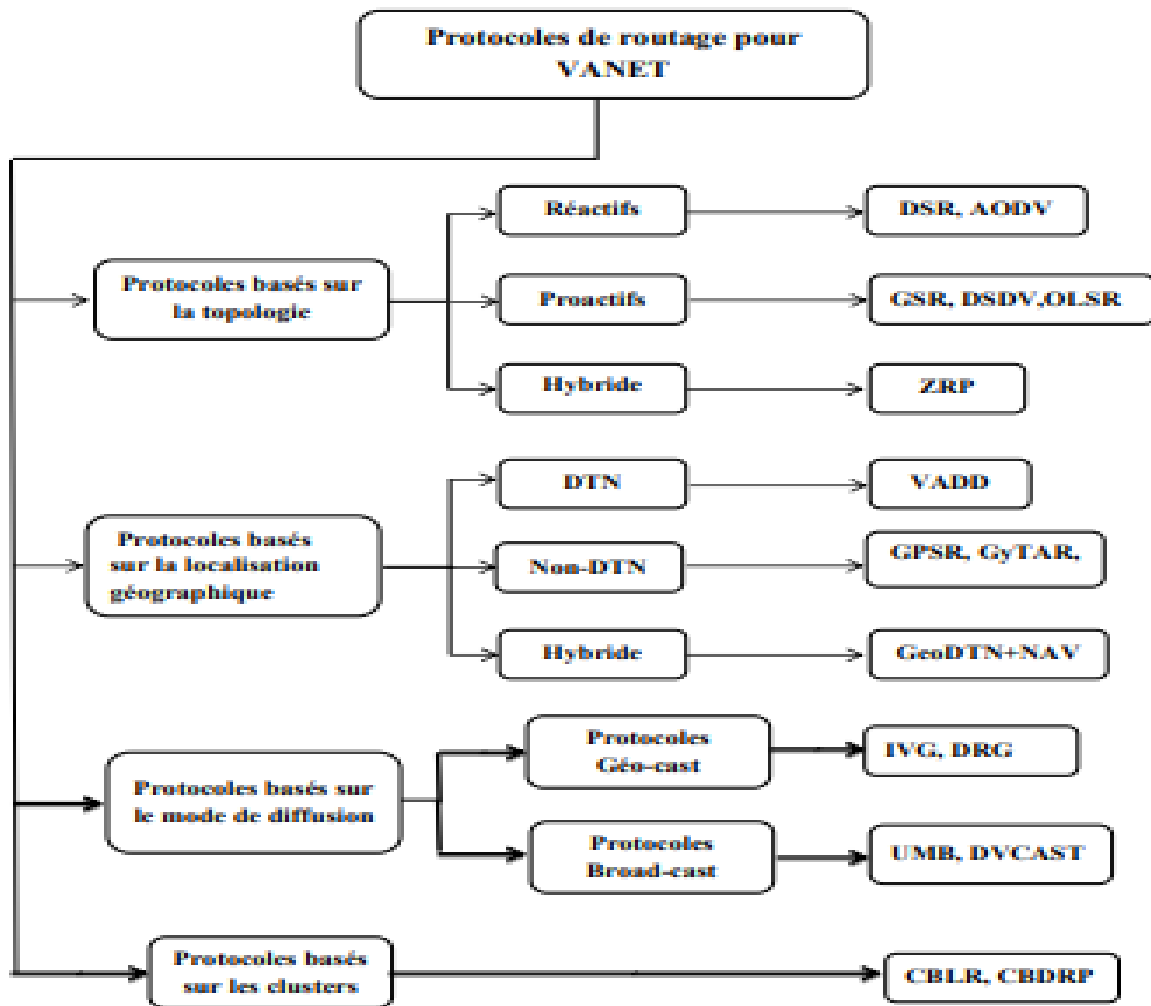 Protocoles de routage pour
VANET
Réactifs
DSR, AODV
Protocoles basés sur
la topologie
Proactifs
GSR, DSDV,OLSR
Hybride
ZRP
DTN
VADD
Protocoles basés
sur la localisation
géographique
Non-DTN
GPSR, GyTAR,
Hybride
GeoDTN+NAV
Protocoles
Géo-cast
IVG, DRG
Protocoles basés sur
le mode de diffusion
Protocoles
Broad-cast
UMB, DVCAST
Protocoles basés
sur les clusters
CBLR, CBDRP